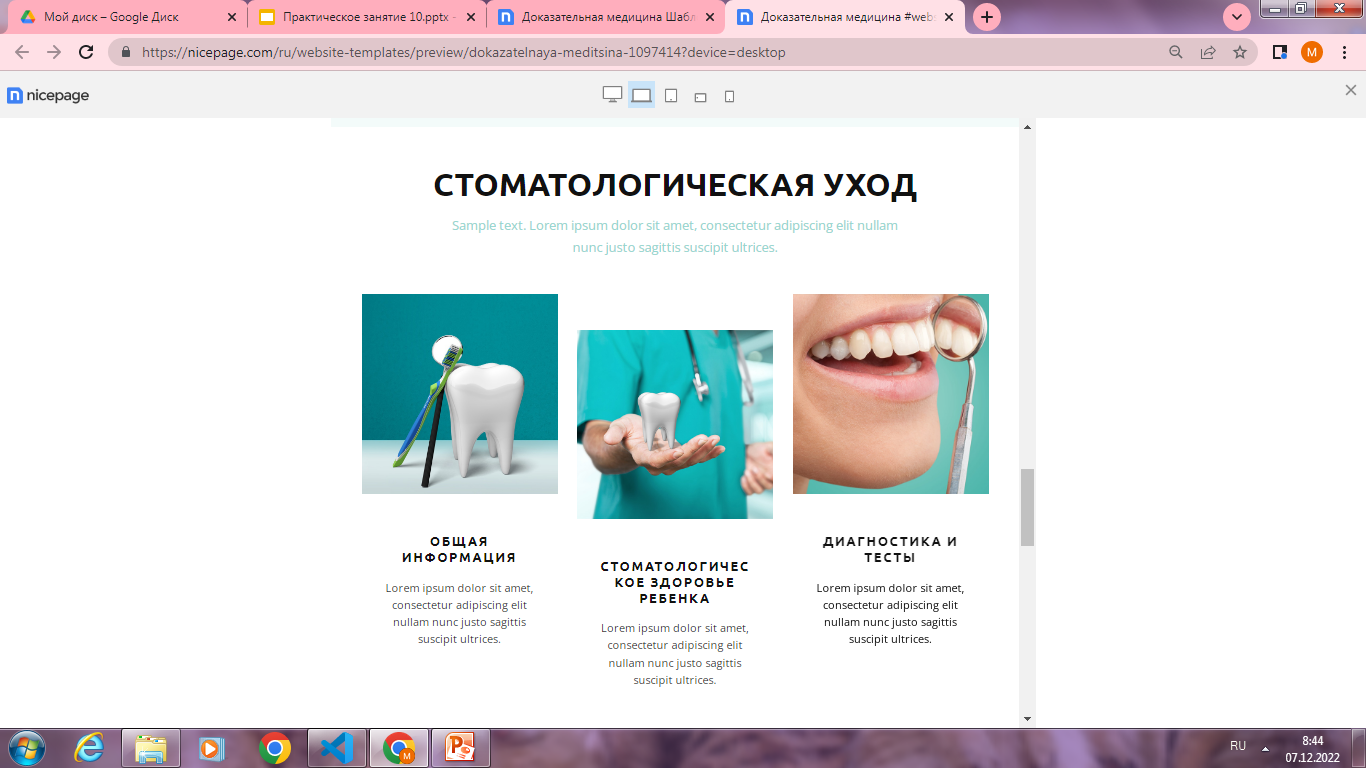 Мой диск – Google Диск
Практическое занятие 10.pptx -
Доказательная медицина Шабл
Доказательная медицина #web
https://nicepage.com/ru/website-templates/preview/dokazatelnaya-meditsina-1097414?device=desktop
M
nicepage
СТОМАТОЛОГИЧЕСКАЯ УХОД
Sample text. Lorem ipsum dolor sit amet, consectetur adipiscing elit nullam
nunc justo sagittis suscipit ultrices.
ОБЩАЯ
ИНФОРМАЦИЯ
Lorem ipsum dolor sit amet,
consectetur adipiscing elit
nullam nunc justo sagittis
suscipit ultrices.
СТОМАТОЛОГИЧЕС
КОЕ ЗДОРОВЬЕ
РЕБЕНКА
Lorem ipsum dolor sit amet,
consectetur adipiscing elit
nullam nunc justo sagittis
suscipit ultrices.
ДИАГНОСТИКА И
ТЕСТЫ
Lorem ipsum dolor sit amet,
consectetur adipiscing elit
nullam nunc justo sagittis
suscipit ultrices.
M
RU
8:44
07.12.2022